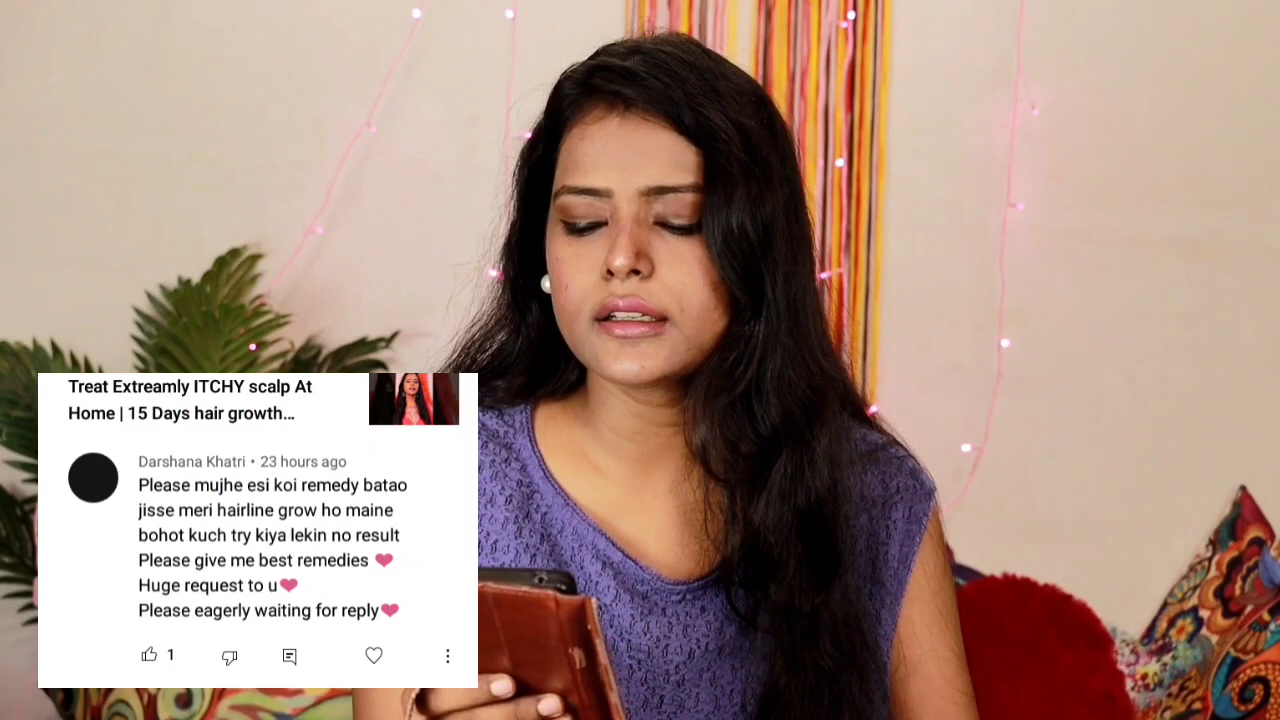 Treat Extreamly ITCHY scalp At
Home | 15 Days hair growth...
Darshana Khatri • 23 hours ago
Please mujhe esi koi remedy batao
jisse meri hairline grow ho maine
bohot kuch try kiya lekin no result
Please give me best remedies ❤
Huge request to u❤
Please eagerly waiting for reply❤
1